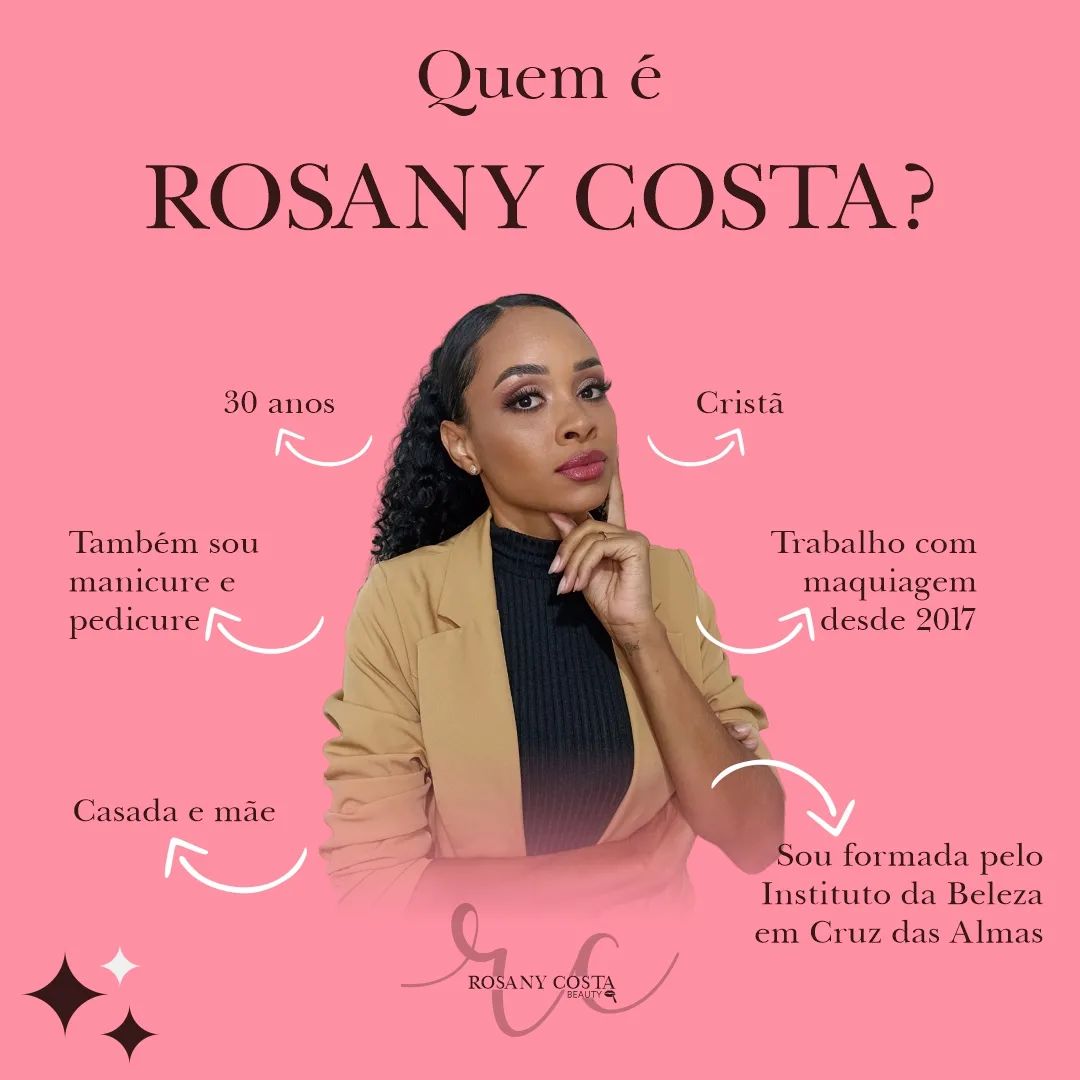 Quem é
ROSANY COSTA?
30 anos
Cristã
Também sou
manicure e
pedicure
Trabalho com
maquiagem
desde 2017
Casada e mãe
Sou formada pelo
Instituto da Beleza
em Cruz das Almas
rc
ROSANY COSTA
BEAUTY